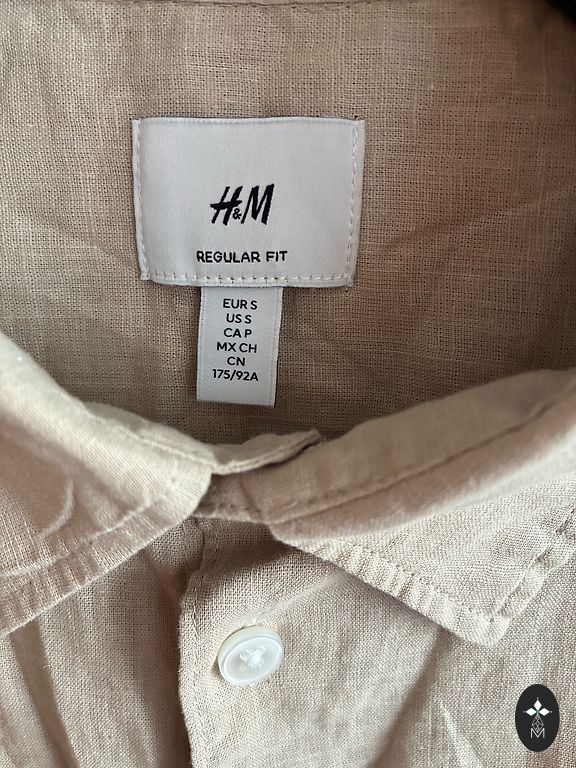 H&M
REGULAR FIT
EUR S
US S
CA P
MX CH
CN
175/92A
M